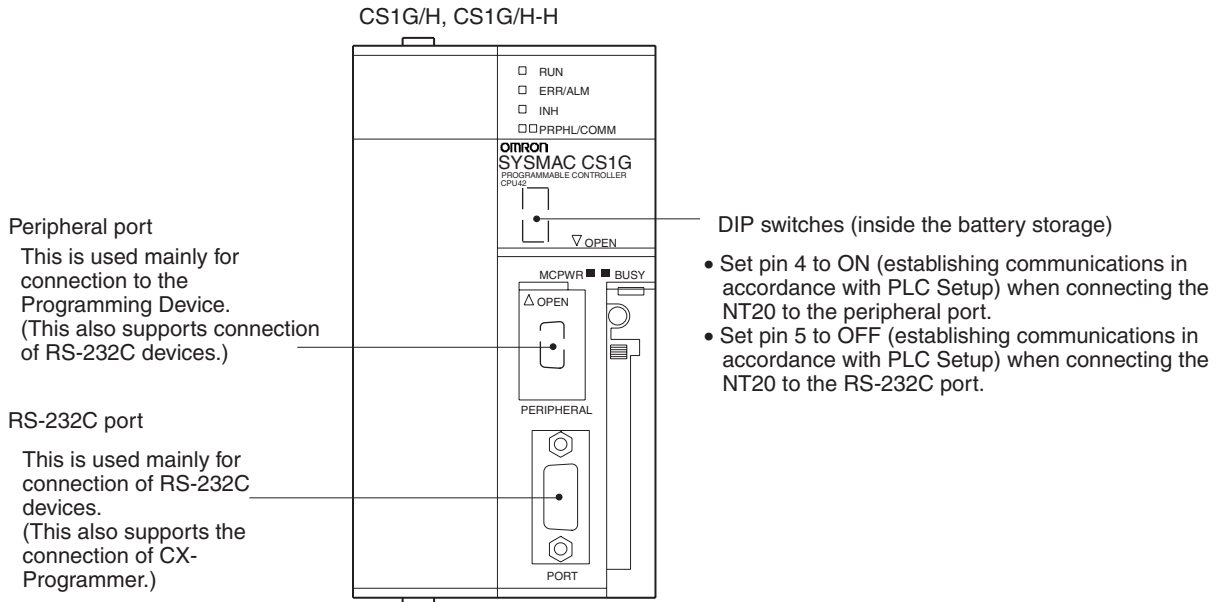 CS1G/H, CS1G/H-H
RUN
ERR/ALM
INH
PRPHL/COMM
OMRON
SYSMAC CS1G
PROGRAMMABLE CONTROLLER
CPU42
OPEN
MCPWR BUSY
OPEN
PERIPHERAL
PORT
Peripheral port
This is used mainly for
connection to the
Programming Device.
(This also supports connection
of RS-232C devices.)
RS-232C port
This is used mainly for
connection of RS-232C
devices.
(This also supports the
connection of CX-
Programmer.)
DIP switches (inside the battery storage)
• Set pin 4 to ON (establishing communications in
accordance with PLC Setup) when connecting the
NT20 to the peripheral port.
• Set pin 5 to OFF (establishing communications in
accordance with PLC Setup) when connecting the
NT20 to the RS-232C port.